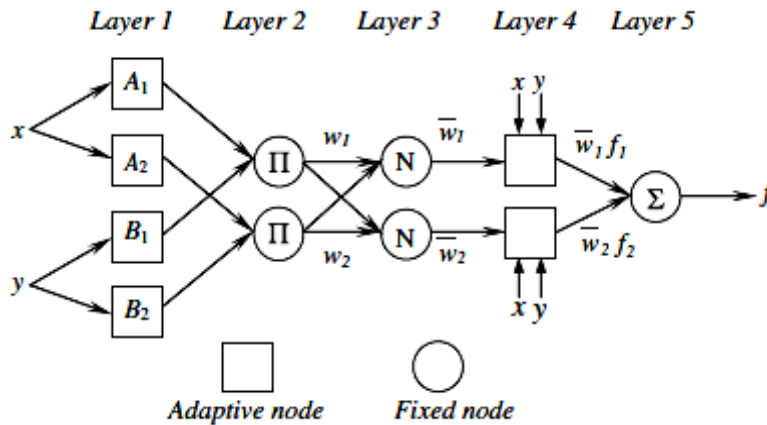 Layer 1 Layer 2 Layer 3 Layer 4 Layer 5
A₁
x y
x
w₁ w̅₁ w̅₁ f₁
A₂
Π N
Σ f
B₁
Π N
w₂ w̅₂ w̅₂ f₂
y
B₂
x y
Adaptive node Fixed node